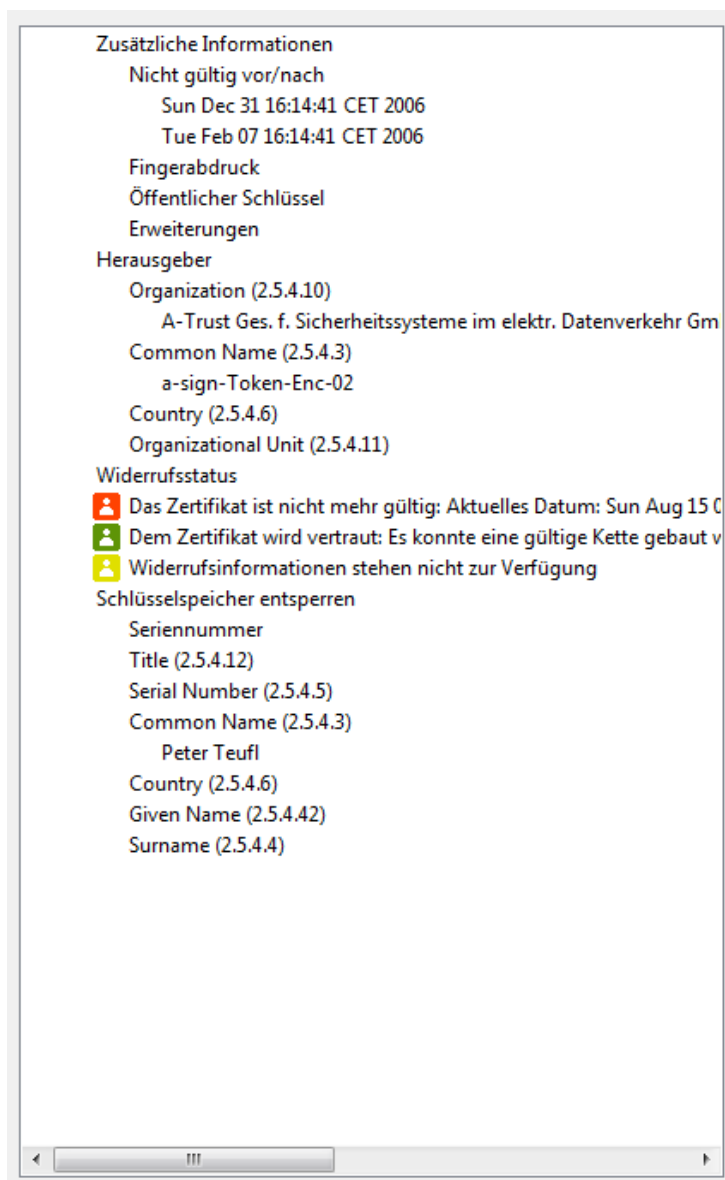 Zusätzliche Informationen
Nicht gültig vor/nach
Sun Dec 31 16:14:41 CET 2006
Tue Feb 07 16:14:41 CET 2006
Fingerabdruck
Öffentlicher Schlüssel
Erweiterungen
Herausgeber
Organization (2.5.4.10)
A-Trust Ges. f. Sicherheitssysteme im elektr. Datenverkehr Gm
Common Name (2.5.4.3)
a-sign-Token-Enc-02
Country (2.5.4.6)
Organizational Unit (2.5.4.11)
Widerrufsstatus
Das Zertifikat ist nicht mehr gültig: Aktuelles Datum: Sun Aug 15 0
Dem Zertifikat wird vertraut: Es konnte eine gültige Kette gebaut w
Widerrufsinformationen stehen nicht zur Verfügung
Schlüsselspeicher entsperren
Seriennummer
Title (2.5.4.12)
Serial Number (2.5.4.5)
Common Name (2.5.4.3)
Peter Teufl
Country (2.5.4.6)
Given Name (2.5.4.42)
Surname (2.5.4.4)